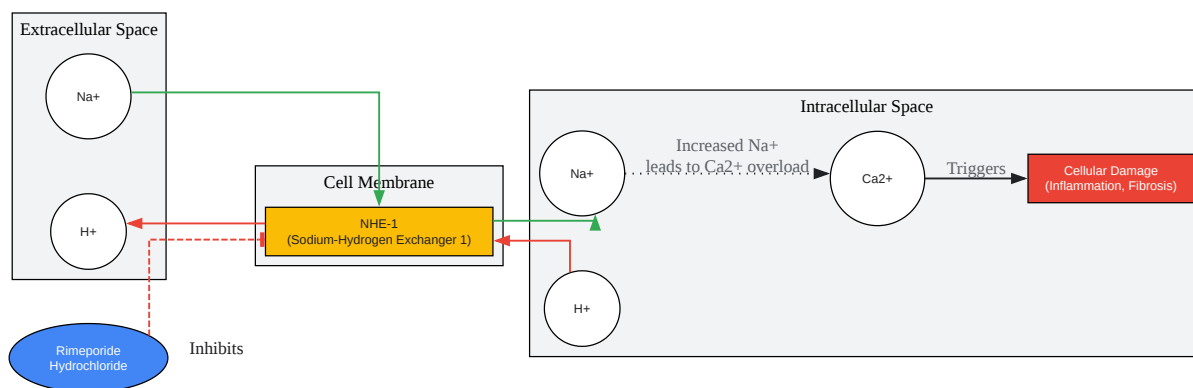 Extracellular Space
Na+
H+
Cell Membrane
NHE-1
(Sodium-Hydrogen Exchanger 1)
Rimeporide
Hydrochloride
Inhibits
Intracellular Space
Na+
Increased Na+
leads to Ca2+ overload
Ca2+
Triggers
Cellular Damage
(Inflammation, Fibrosis)
H+